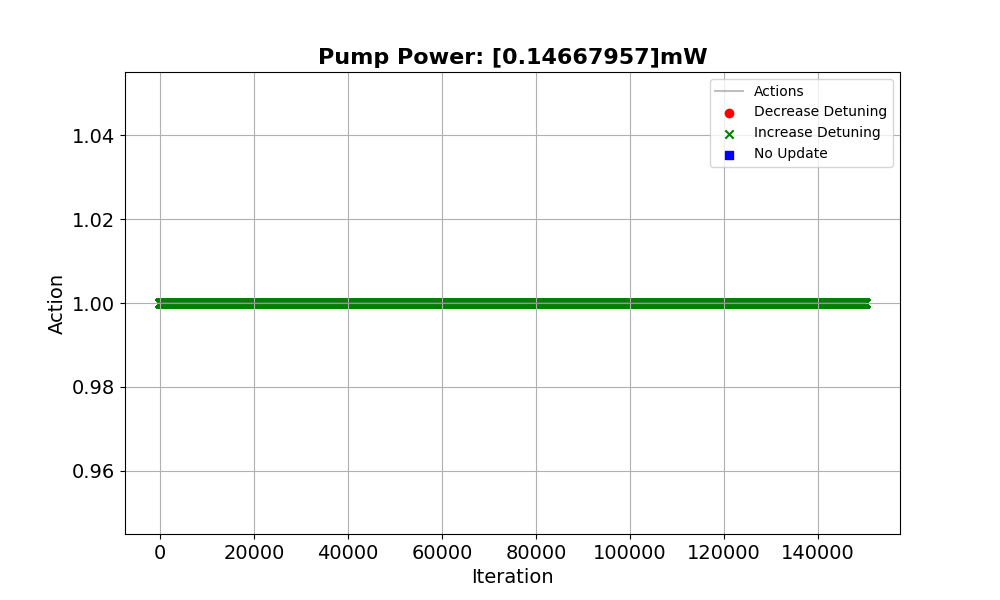 Pump Power: [0.14667957]mW
Actions
Decrease Detuning
Increase Detuning
No Update
1.04
1.02
1.00
0.98
0.96
Action
0 20000 40000 60000 80000 100000 120000 140000
Iteration